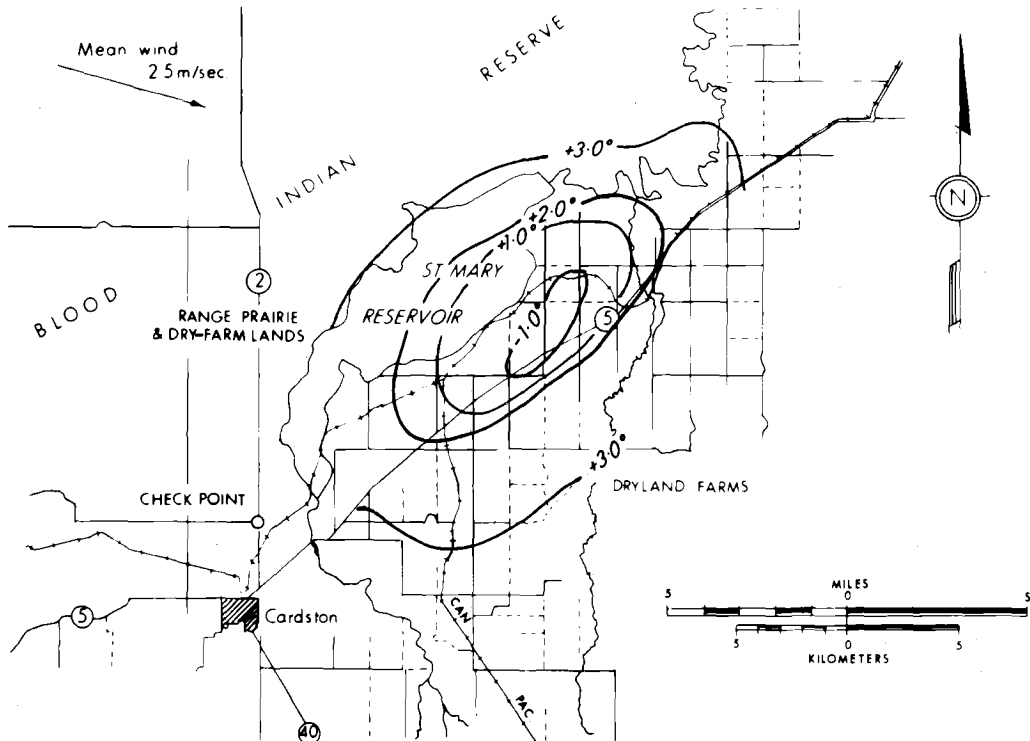 Mean wind
25 m/sec.
RESERVE
INDIAN
BLOOD
+3·0°
+2·0°
+1·0°
ST MARY
RESERVOIR
-1·0°
5
2
RANGE PRAIRIE
& DRY-FARM LANDS
N
+3·0°
DRYLAND FARMS
CHECK POINT
5
Cardston
CAN
PAC
40
MILES
5 0 5
5 0 5
KILOMETERS